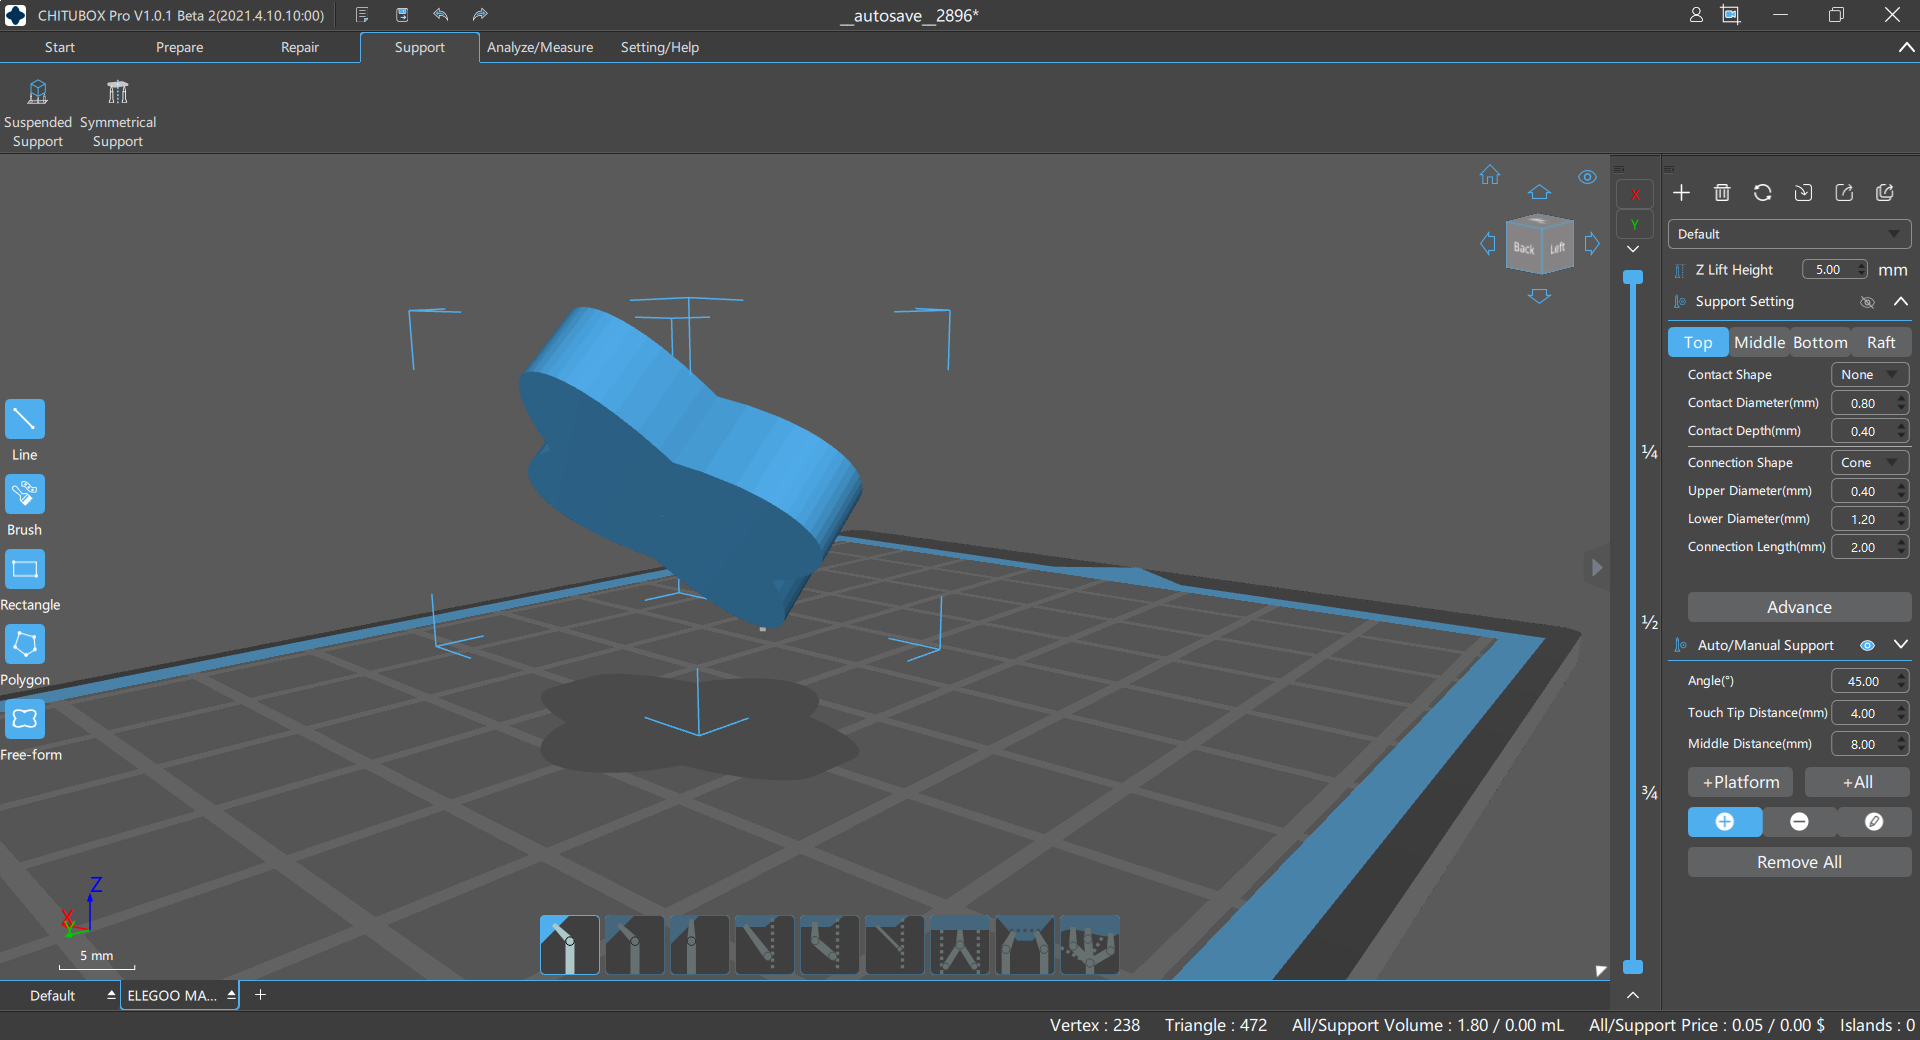 CHITUBOX Pro V1.0.1 Beta 2(2021.4.10.10:00)
__autosave__2896*
Start
Prepare
Repair
Support
Analyze/Measure
Setting/Help
Suspended
Support
Symmetrical
Support
Back
Left
X
Y
Default
Z Lift Height
5.00
mm
Support Setting
Top
Middle
Bottom
Raft
Contact Shape
None
Contact Diameter(mm)
0.80
Contact Depth(mm)
0.40
Connection Shape
Cone
Upper Diameter(mm)
0.40
Lower Diameter(mm)
1.20
Connection Length(mm)
2.00
Advance
Auto/Manual Support
Angle(°)
45.00
Touch Tip Distance(mm)
4.00
Middle Distance(mm)
8.00
+Platform
+All
Remove All
¼
½
¾
Line
Brush
Rectangle
Polygon
Free-form
Z
X
Y
5 mm
Default
ELEGOO MA...
Vertex : 238
Triangle : 472
All/Support Volume : 1.80 / 0.00 mL
All/Support Price : 0.05 / 0.00 $
Islands : 0